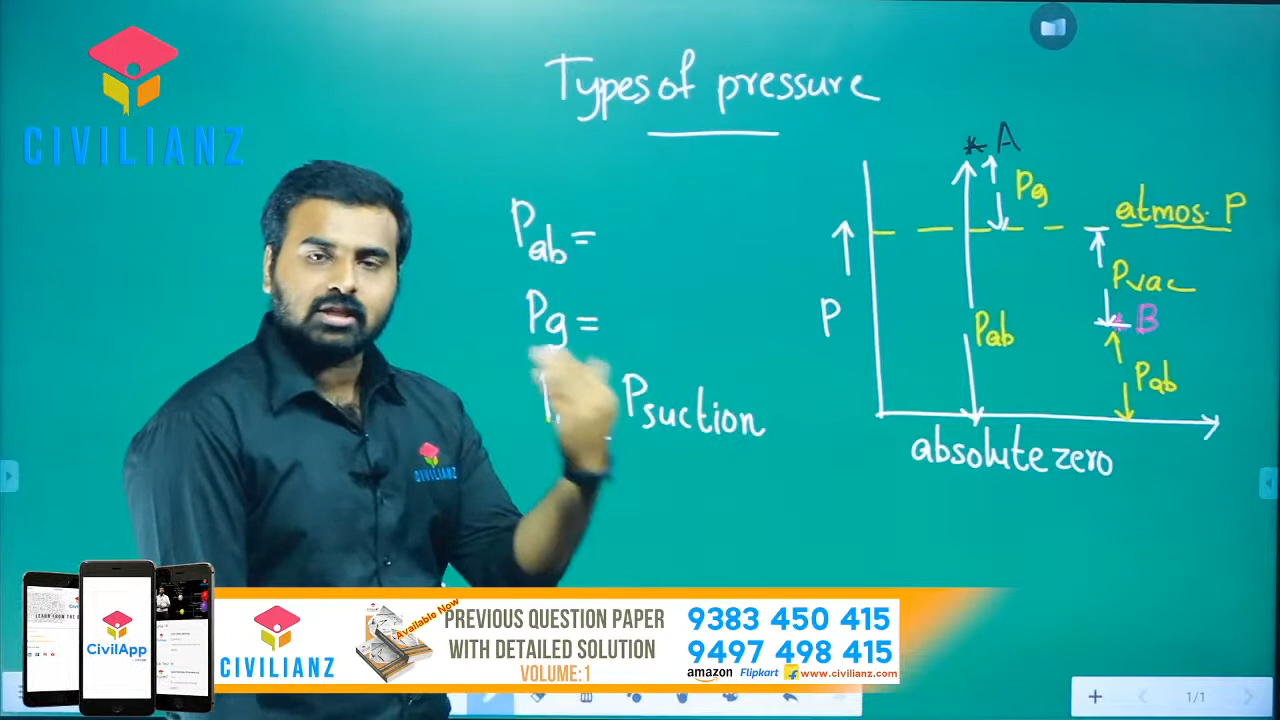 CIVILIANZ
Types of pressure
* A
Pg
atmos. P
Pab =
Pvac
Pg =
P
Pab
* B
Pab
Psuction
absolute zero
CIVILIANZ
CivilApp
CIVILIANZ
Available Now
PREVIOUS QUESTION PAPER
WITH DETAILED SOLUTION
VOLUME:1
9383 450 415
9497 498 415
amazon Flipkart www.civilianz.com
1/1